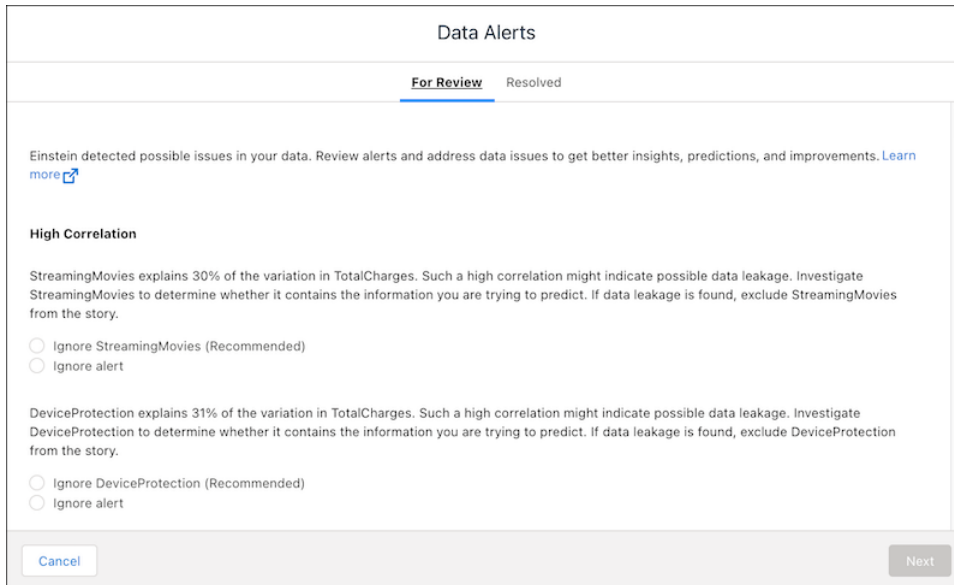 Data Alerts
For Review
Resolved
Einstein detected possible issues in your data. Review alerts and address data issues to get better insights, predictions, and improvements. Learn
more
High Correlation
StreamingMovies explains 30% of the variation in TotalCharges. Such a high correlation might indicate possible data leakage. Investigate
StreamingMovies to determine whether it contains the information you are trying to predict. If data leakage is found, exclude StreamingMovies
from the story.
Ignore StreamingMovies (Recommended)
Ignore alert
DeviceProtection explains 31% of the variation in TotalCharges. Such a high correlation might indicate possible data leakage. Investigate
DeviceProtection to determine whether it contains the information you are trying to predict. If data leakage is found, exclude DeviceProtection
from the story.
Ignore DeviceProtection (Recommended)
Ignore alert
Cancel
Next